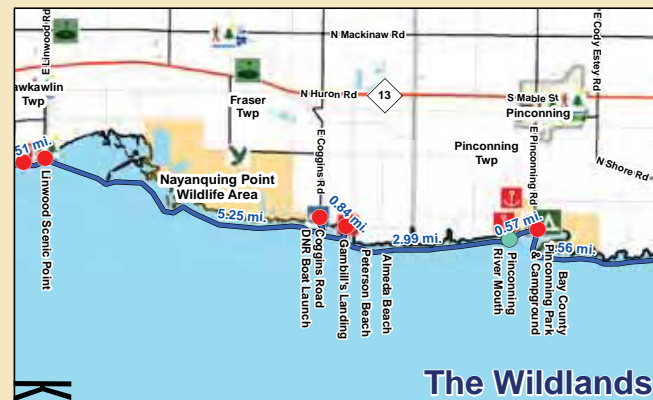 N Mackinaw Rd
E Linwood Rd
E Cody Estey Rd
awkawlin
Twp
Fraser
Twp
N Huron Rd
13
S Mable St
Pinconning
Pinconning
Twp
E Coggins Rd
E Pinconning Rd
N Shore Rd
51 mi.
Nayanquing Point
Wildlife Area
5.25 mi.
0.84 mi.
2.99 mi.
0.57 mi.
.56 mi.
Linwood Scenic Point
Coggins Road
DNR Boat Launch
Gambill's Landing
Peterson Beach
Almeda Beach
Pinconning
River Mouth
Bay County
Pinconning Park
& Campground
The Wildlands
K